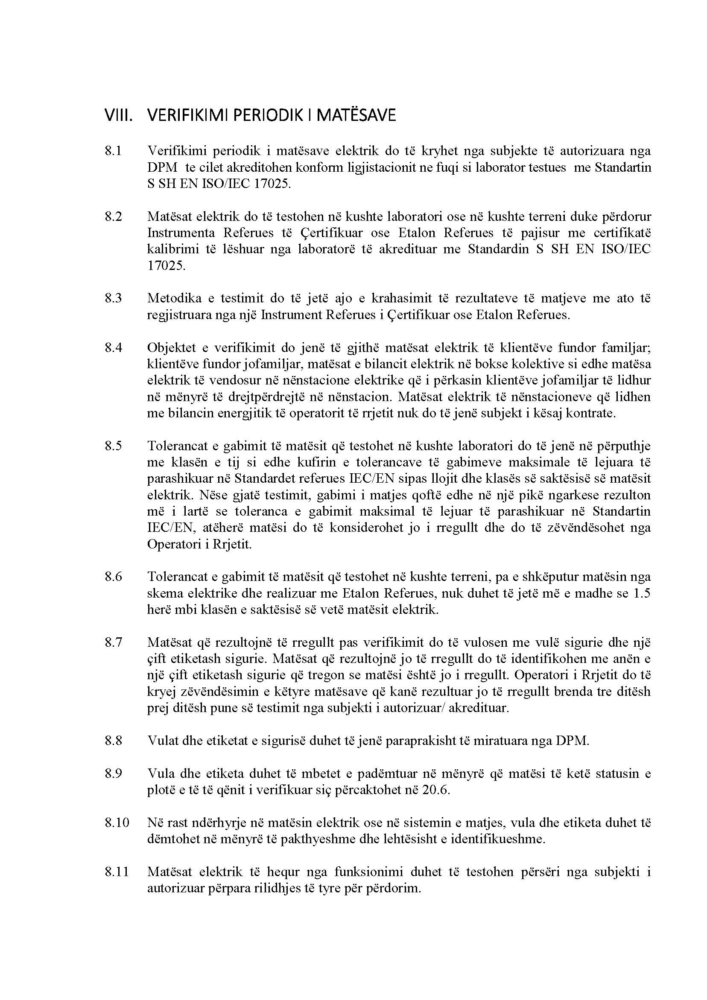 VIII. VERIFIKIMI PERIODIK I MATËSAVE
8.1 Verifikimi periodik i matësave elektrik do të kryhet nga subjekte të autorizuara nga
DPM te cilet akreditohen konform ligjistacionit ne fuqi si laborator testues me Standartin
S SH EN ISO/IEC 17025.
8.2 Matësat elektrik do të testohen në kushte laboratori ose në kushte terreni duke përdorur
Instrumenta Referues të Çertifikuar ose Etalon Referues të pajisur me certifikatë
kalibrimi të lëshuar nga laboratorë të akredituar me Standardin S SH EN ISO/IEC
17025.
8.3 Metodika e testimit do të jetë ajo e krahasimit të rezultateve të matjeve me ato të
regjistruara nga një Instrument Referues i Çertifikuar ose Etalon Referues.
8.4 Objektet e verifikimit do jenë të gjithë matësat elektrik të klientëve fundor familjar;
klientëve fundor jofamiljar, matësat e bilancit elektrik në bokse kolektive si edhe matësa
elektrik të vendosur në nënstacione elektrike që i përkasin klientëve jofamiljar të lidhur
në mënyrë të drejtpërdrejtë në nënstacion. Matësat elektrik të nënstacioneve që lidhen
me bilancin energjitik të operatorit të rrjetit nuk do të jenë subjekt i kësaj kontrate.
8.5 Tolerancat e gabimit të matësit që testohet në kushte laboratori do të jenë në përputhje
me klasën e tij si edhe kufirin e tolerancave të gabimeve maksimale të lejuara të
parashikuar në Standardet referues IEC/EN sipas llojit dhe klasës së saktësisë së matësit
elektrik. Nëse gjatë testimit, gabimi i matjes qoftë edhe në një pikë ngarkese rezulton
më i lartë se toleranca e gabimit maksimal të lejuar të parashikuar në Standartin
IEC/EN, atëherë matësi do të konsiderohet jo i rregullt dhe do të zëvëndësohet nga
Operatori i Rrjetit.
8.6 Tolerancat e gabimit të matësit që testohet në kushte terreni, pa e shkëputur matësin nga
skema elektrike dhe realizuar me Etalon Referues, nuk duhet të jetë më e madhe se 1.5
herë mbi klasën e saktësisë së vetë matësit elektrik.
8.7 Matësat që rezultojnë të rregullt pas verifikimit do të vulosen me vulë sigurie dhe një
çift etiketash sigurie. Matësat që rezultojnë jo të rregullt do të identifikohen me anën e
një çift etiketash sigurie që tregon se matësi është jo i rregullt. Operatori i Rrjetit do të
kryej zëvëndësimin e këtyre matësave që kanë rezultuar jo të rregullt brenda tre ditësh
prej ditësh pune së testimit nga subjekti i autorizuar/ akredituar.
8.8 Vulat dhe etiketat e sigurisë duhet të jenë paraprakisht të miratuara nga DPM.
8.9 Vula dhe etiketa duhet të mbetet e padëmtuar në mënyrë që matësi të ketë statusin e
plotë e të të qënit i verifikuar siç përcaktohet në 20.6.
8.10 Në rast ndërhyrje në matësin elektrik ose në sistemin e matjes, vula dhe etiketa duhet të
dëmtohet në mënyrë të pakthyeshme dhe lehtësisht e identifikueshme.
8.11 Matësat elektrik të hequr nga funksionimi duhet të testohen përsëri nga subjekti i
autorizuar përpara rilidhjes të tyre për përdorim.